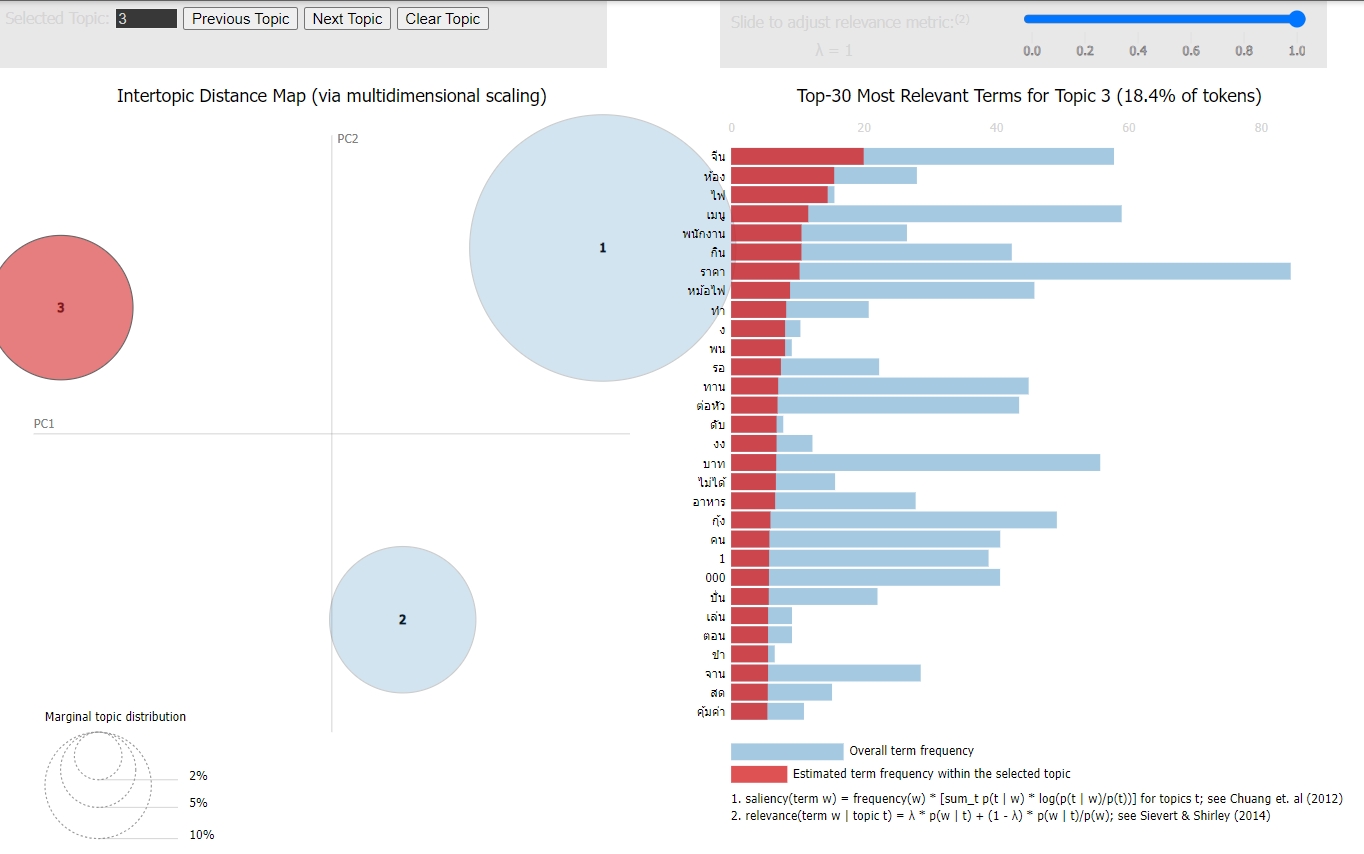 Selected Topic: 3 Previous Topic Next Topic Clear Topic
Slide to adjust relevance metric:(2)
λ = 1
0.0 0.2 0.4 0.6 0.8 1.0
Intertopic Distance Map (via multidimensional scaling)
PC2
PC1
1
3
2
Marginal topic distribution
2%
5%
10%
Top-30 Most Relevant Terms for Topic 3 (18.4% of tokens)
0 20 40 60 80
จีน
ห้อง
ไฟ
เมนู
พนักงาน
กิน
ราคา
หม้อไฟ
ทำ
ง
พน
รอ
ทาน
ต่อหัว
ดับ
งง
บาท
ไม่ได้
อาหาร
กุ้ง
คน
1
000
ปั่น
เล่น
ตอน
ขำ
จาน
สด
คุ้มค่า
Overall term frequency
Estimated term frequency within the selected topic
1. saliency(term w) = frequency(w) * [sum_t p(t | w) * log(p(t | w)/p(t))] for topics t; see Chuang et. al (2012)
2. relevance(term w | topic t) = λ * p(w | t) + (1 - λ) * p(w | t)/p(w); see Sievert & Shirley (2014)